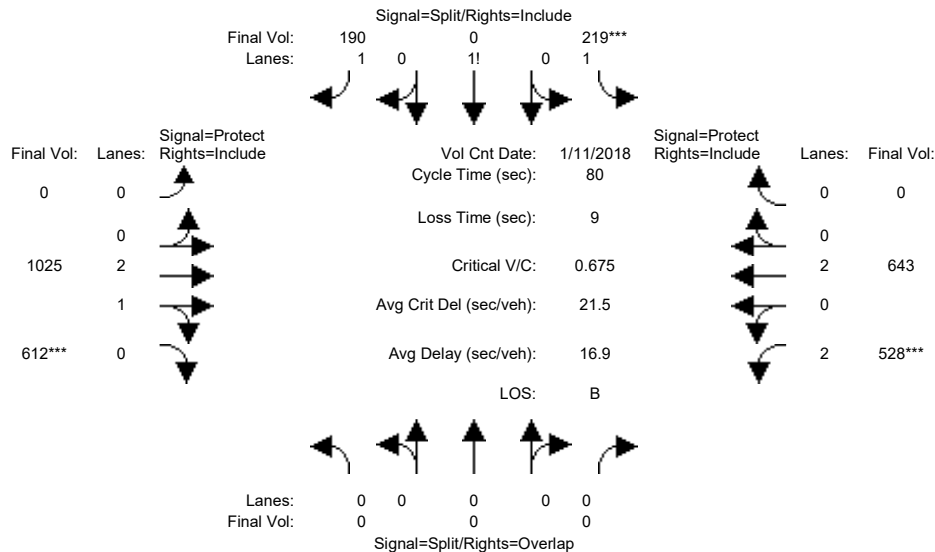 Signal=Split/Rights=Include
Final Vol: 190 0 219***
Lanes: 1 0 1! 0 1
Signal=Protect Signal=Protect
Final Vol: Lanes: Rights=Include Vol Cnt Date: 1/11/2018 Rights=Include Lanes: Final Vol:
Cycle Time (sec): 80
0 0 0 0
Loss Time (sec): 9
0 0
1025 2 Critical V/C: 0.675 2 643
1 Avg Crit Del (sec/veh): 21.5 0
612*** 0 Avg Delay (sec/veh): 16.9 2 528***
LOS: B
Lanes: 0 0 0 0 0
Final Vol: 0 0 0
Signal=Split/Rights=Overlap